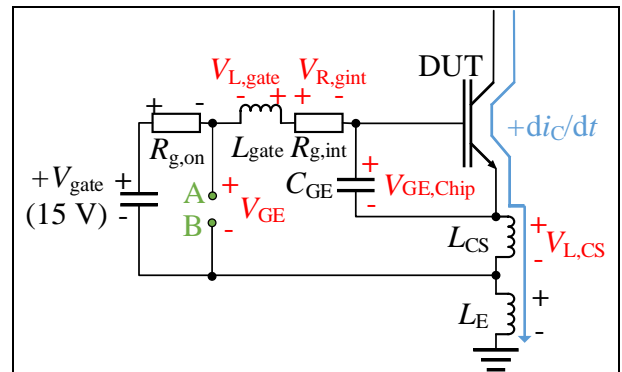 V_L,gate
V_R,gint
DUT
+ -
- + + -
+di_C/dt
R_g,on
L_gate
R_g,int
+V_gate
(15 V)
+
-
A
B
+
V_GE
-
C_GE
+
V_GE,Chip
-
L_CS
+
V_L,CS
-
L_E
+
-